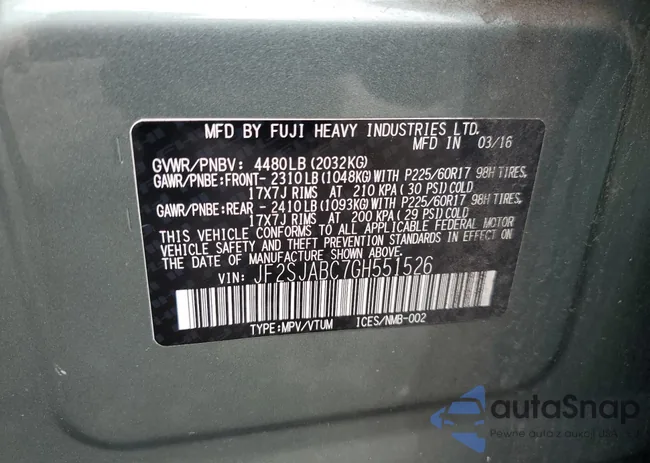 MFD BY FUJI HEAVY INDUSTRIES LTD.
MFD IN 03/16
GVWR/PNBV: 4480LB (2032KG)
GAWR/PNBE:FRONT- 2310LB(1048KG)WITH P225/60R17 98H TIRES,
17X7J RIMS AT 210 KPA(30 PSI)COLD
GAWR/PNBE:REAR - 2410LB(1093KG)WITH P225/60R17 98H TIRES,
17X7J RIMS AT 200 KPA(29 PSI)COLD
THIS VEHICLE CONFORMS TO ALL APPLICABLE FEDERAL MOTOR
VEHICLE SAFETY AND THEFT PREVENTION STANDARDS IN EFFECT ON
THE DATE OF MANUFACTURE SHOWN ABOVE.
VIN: JF2SJABC7GH551526
TYPE:MPV/VTUM ICES/NMB-002
autaSnap
Pewne auto z aukcji USA